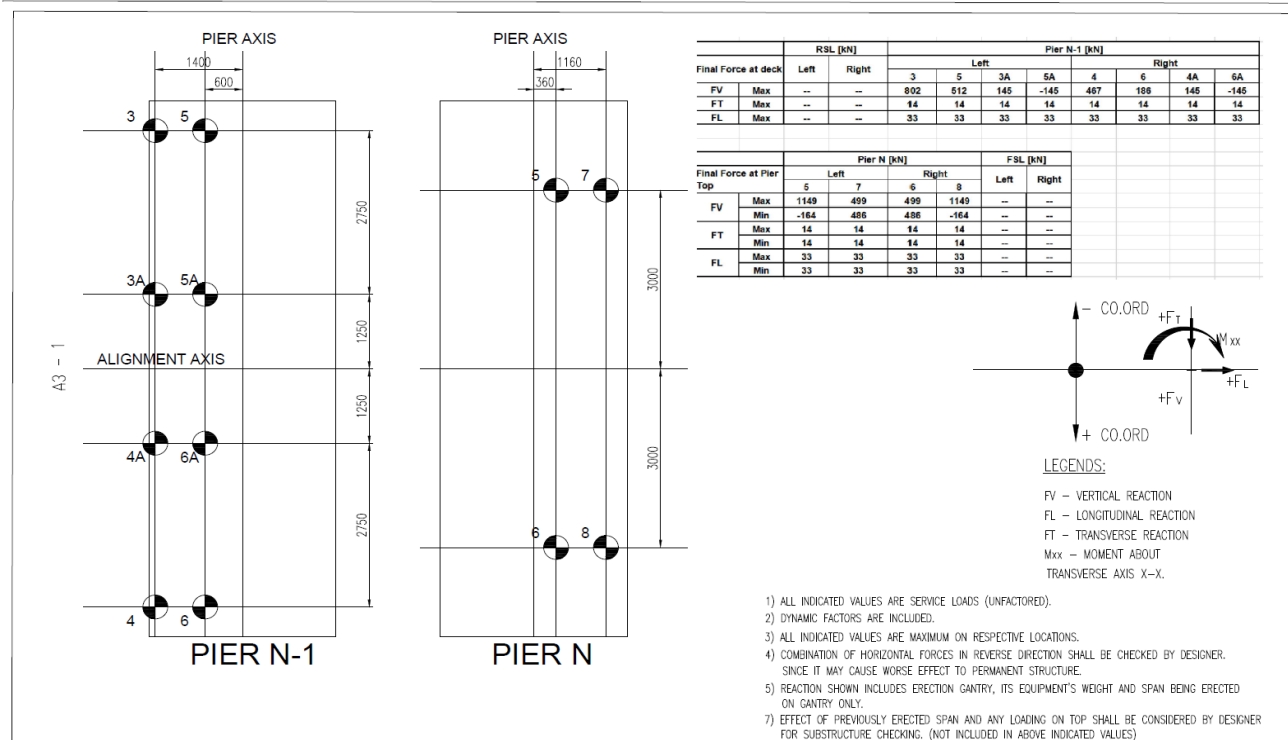 PIER AXIS
1400
600
3
5
2750
3A
5A
1250
ALIGNMENT AXIS
A3 - 1
1250
4A
6A
2750
4
6
PIER N-1
PIER AXIS
1160
360
5
7
3000
3000
6
8
PIER N
RSL [kN] Pier N-1 [kN]
Final Force at deck Left Right Left Right
3 5 3A 5A 4 6 4A 6A
FV Max -- -- 802 512 145 -145 467 186 145 -145
FT Max -- -- 14 14 14 14 14 14 14 14
FL Max -- -- 33 33 33 33 33 33 33 33
Pier N [kN] FSL [kN]
Final Force at Pier Top Left Right Left Right
5 7 6 8
FV Max 1149 499 499 1149 -- --
Min -164 486 486 -164 -- --
FT Max 14 14 14 14 -- --
Min 14 14 14 14 -- --
FL Max 33 33 33 33 -- --
Min 33 33 33 33 -- --
- CO.ORD
+FT
Mxx
+FL
+FV
+ CO.ORD
LEGENDS:
FV - VERTICAL REACTION
FL - LONGITUDINAL REACTION
FT - TRANSVERSE REACTION
Mxx - MOMENT ABOUT
TRANSVERSE AXIS X-X.
1) ALL INDICATED VALUES ARE SERVICE LOADS (UNFACTORED).
2) DYNAMIC FACTORS ARE INCLUDED.
3) ALL INDICATED VALUES ARE MAXIMUM ON RESPECTIVE LOCATIONS.
4) COMBINATION OF HORIZONTAL FORCES IN REVERSE DIRECTION SHALL BE CHECKED BY DESIGNER.
SINCE IT MAY CAUSE WORSE EFFECT TO PERMANENT STRUCTURE.
5) REACTION SHOWN INCLUDES ERECTION GANTRY, ITS EQUIPMENT'S WEIGHT AND SPAN BEING ERECTED
ON GANTRY ONLY.
7) EFFECT OF PREVIOUSLY ERECTED SPAN AND ANY LOADING ON TOP SHALL BE CONSIDERED BY DESIGNER
FOR SUBSTRUCTURE CHECKING. (NOT INCLUDED IN ABOVE INDICATED VALUES)